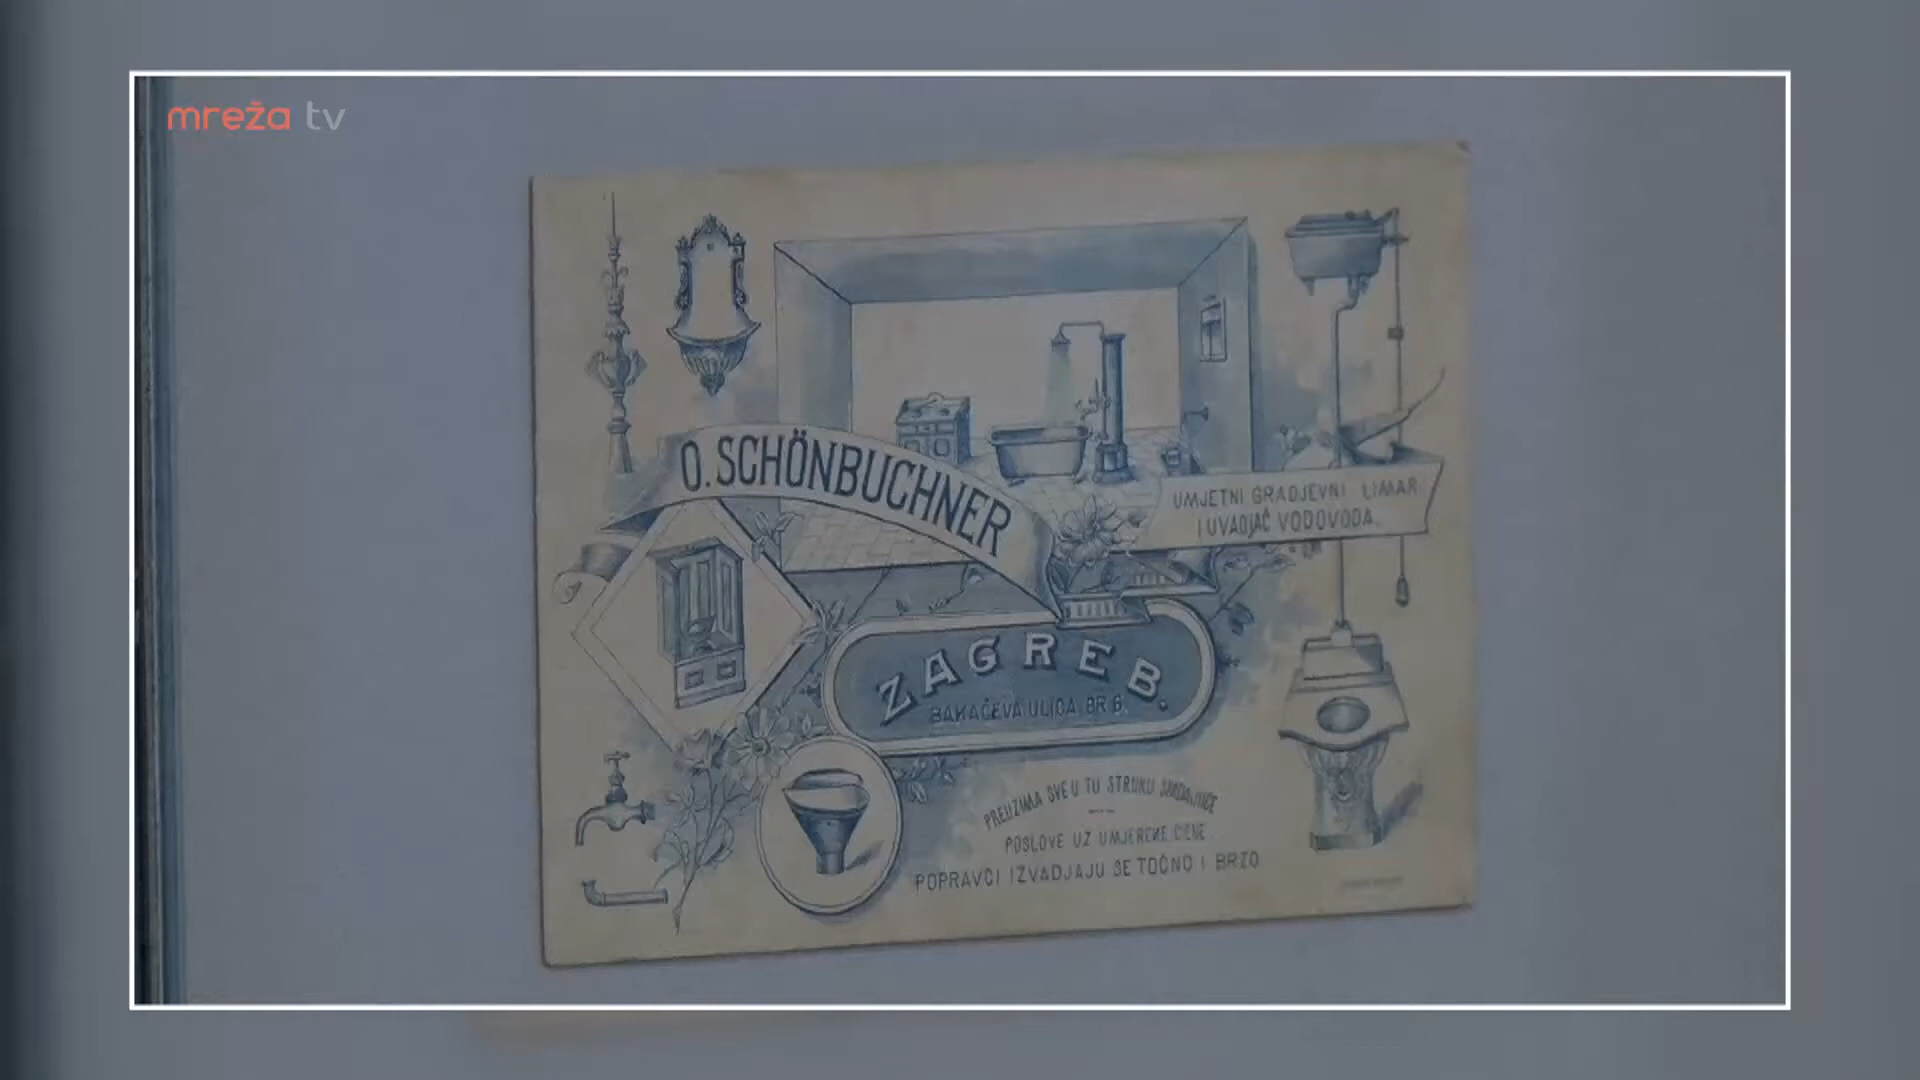 mreža tv
O. SCHÖNBUCHNER
UMJETNI GRADJEVNI LIMAR
I UVADJAČ VODOVODA.
ZAGREB.
BAKAČEVA ULICA BR 6.
PREUZIMA SVE U TU STRUKU
POSLOVE UZ UMJERENE CIENE.
POPRAVCI IZVADJAJU SE TOČNO I BRZO